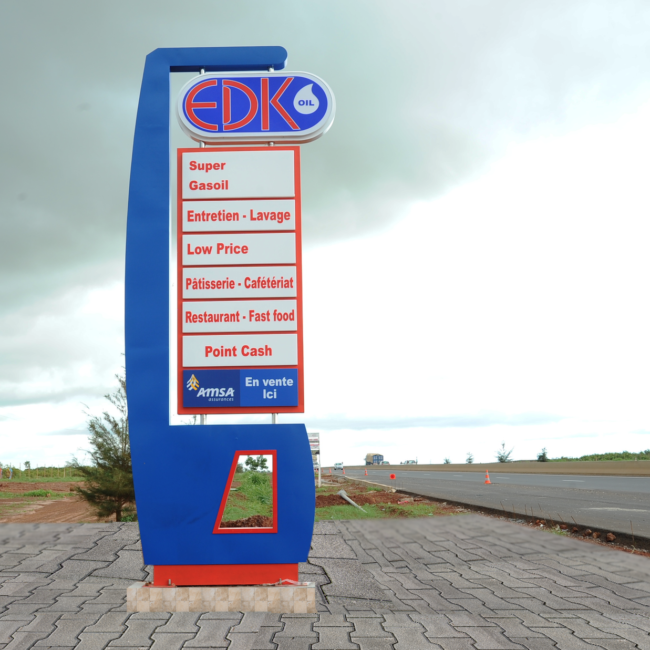 EDK
OIL
Super
Gasoil
Entretien - Lavage
Low Price
Pâtisserie - Cafétériat
Restaurant - Fast food
Point Cash
AMSA
assurances
En vente
Ici